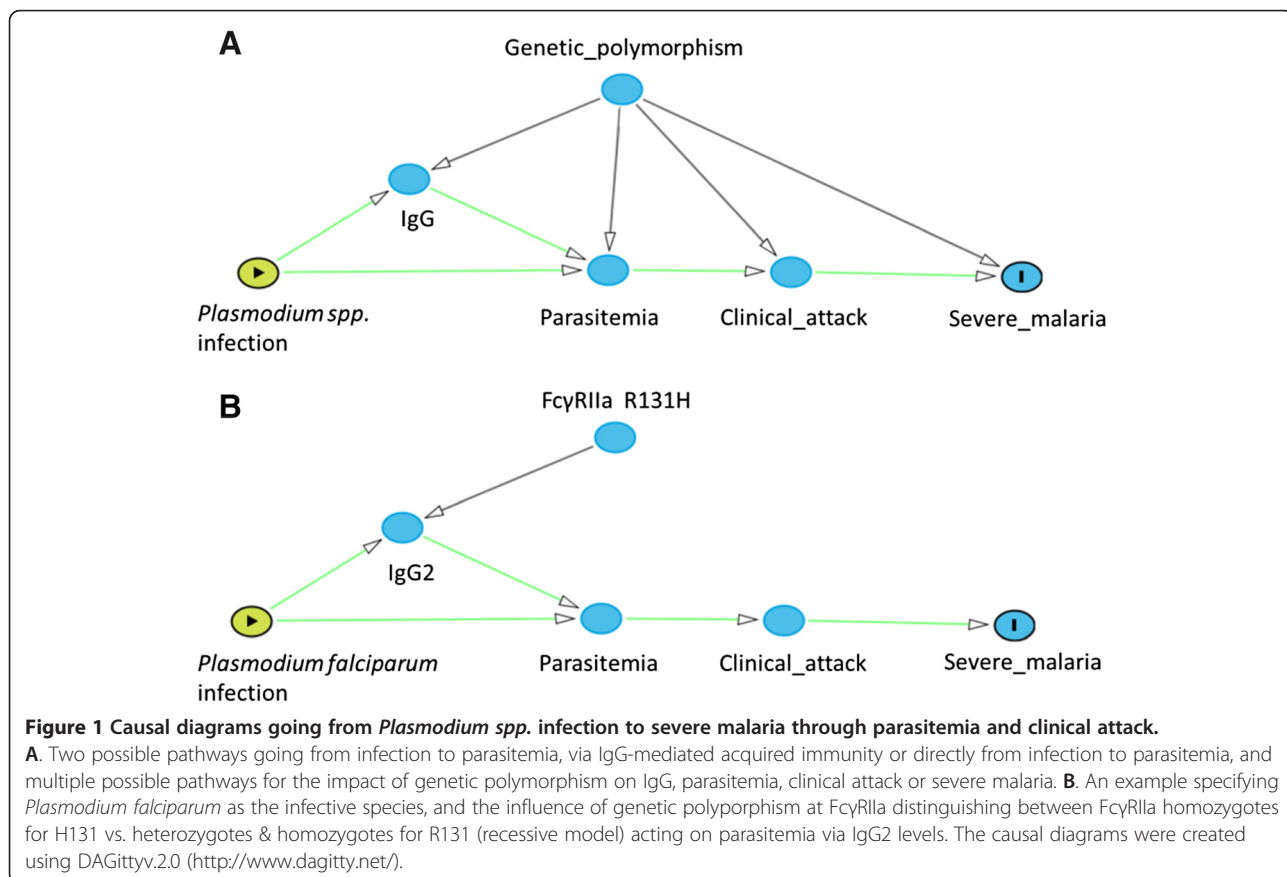 A
Genetic_polymorphism
IgG
Plasmodium spp.
infection
Parasitemia
Clinical_attack
Severe_malaria
B
FcγRIIa R131H
IgG2
Plasmodium falciparum
infection
Parasitemia
Clinical_attack
Severe_malaria
Figure 1 Causal diagrams going from Plasmodium spp. infection to severe malaria through parasitemia and clinical attack.
A. Two possible pathways going from infection to parasitemia, via IgG-mediated acquired immunity or directly from infection to parasitemia, and
multiple possible pathways for the impact of genetic polymorphism on IgG, parasitemia, clinical attack or severe malaria. B. An example specifying
Plasmodium falciparum as the infective species, and the influence of genetic polyporphism at FcγRIIa distinguishing between FcγRIIa homozygotes
for H131 vs. heterozygotes & homozygotes for R131 (recessive model) acting on parasitemia via IgG2 levels. The causal diagrams were created
using DAGittyv.2.0 (http://www.dagitty.net/).